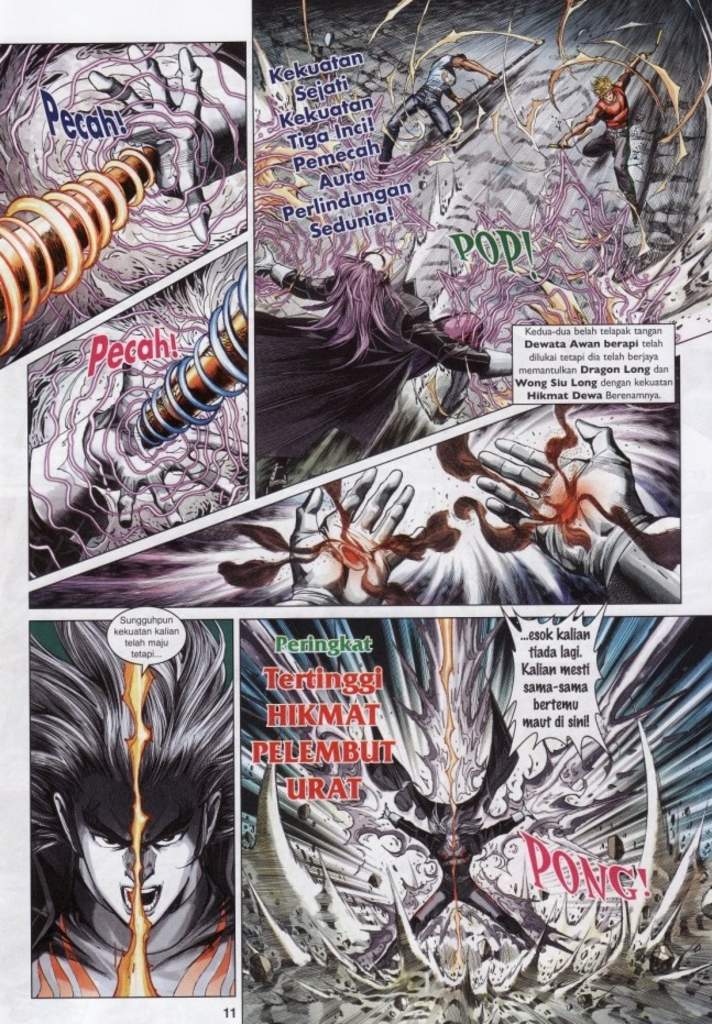 Pecah!
Pecah!
Kekuatan
Sejati
Kekuatan
Tiga Inci!
Pemecah
Aura
Perlindungan
Sedunia!
POP!
Kedua-dua belah telapak tangan
Dewata Awan berapi telah
dilukai tetapi dia telah berjaya
memantulkan Dragon Long dan
Wong Siu Long dengan kekuatan
Hikmat Dewa Berenamnya.
Sungguhpun
kekuatan kalian
telah maju
tetapi...
Peringkat
Tertinggi
HIKMAT
PELEMBUT
URAT
...esok kalian
tiada lagi.
Kalian mesti
sama-sama
bertemu
maut di sini!
PONG!
11